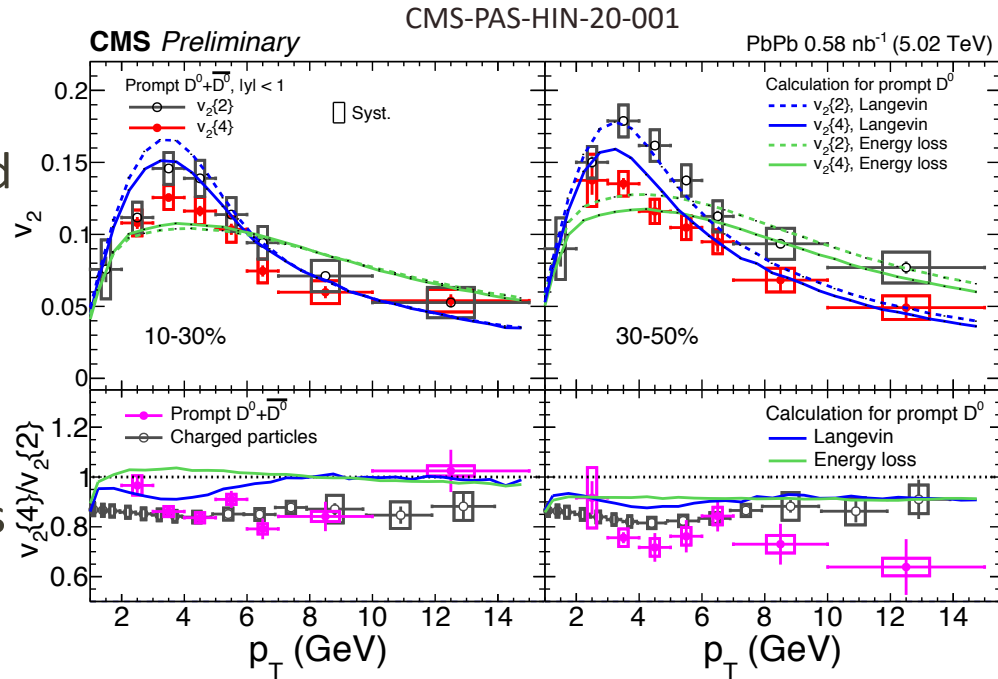 CMS-PAS-HIN-20-001
CMS Preliminary
PbPb 0.58 nb⁻¹ (5.02 TeV)
Prompt D⁰+D̅⁰, |y| < 1
v₂{2}
v₂{4}
Syst.
10-30%
Calculation for prompt D⁰
v₂{2}, Langevin
v₂{4}, Langevin
v₂{2}, Energy loss
v₂{4}, Energy loss
30-50%
v₂
0.2
0.15
0.1
0.05
0
Prompt D⁰+D̅⁰
Charged particles
Calculation for prompt D⁰
Langevin
Energy loss
v₂{4}/v₂{2}
1.2
1
0.8
0.6
2 4 6 8 10 12 14
2 4 6 8 10 12 14
p_T (GeV)
p_T (GeV)